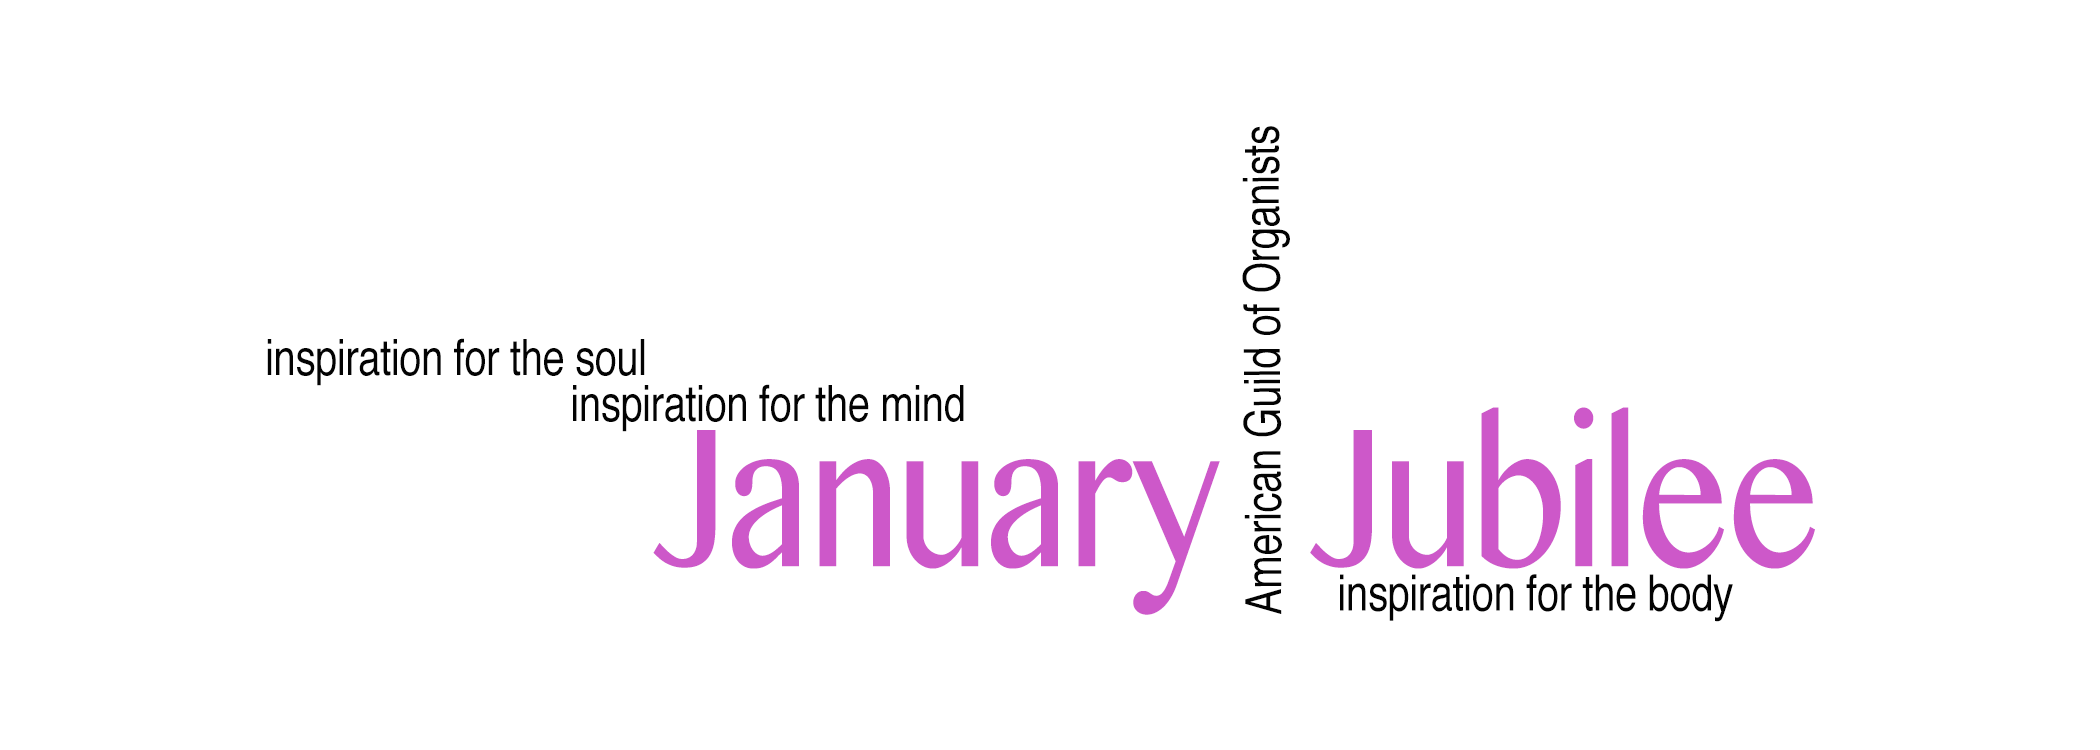 inspiration for the soul
inspiration for the mind
January Jubilee
American Guild of Organists
inspiration for the body